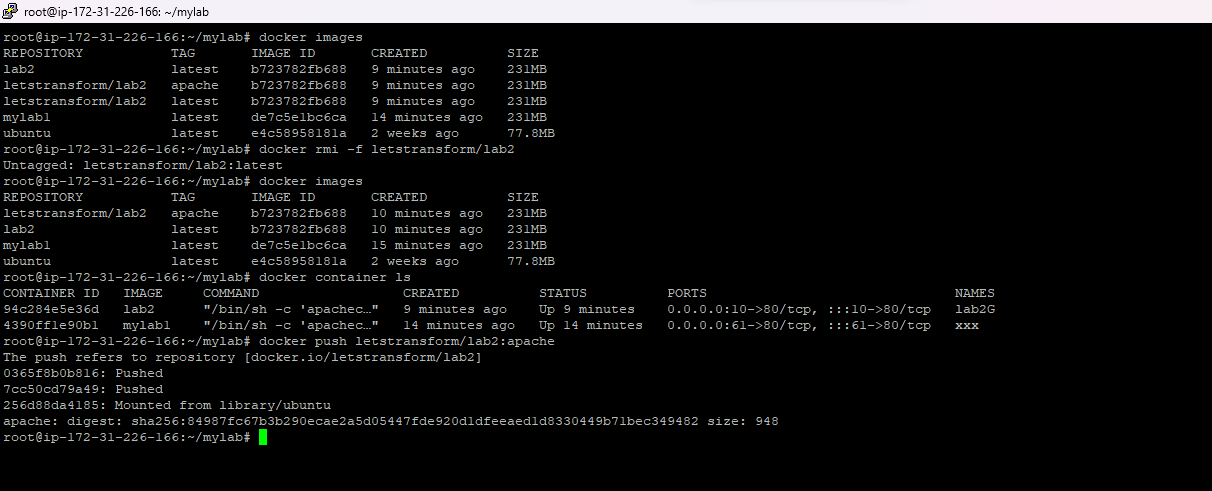 root@ip-172-31-226-166: ~/mylab
root@ip-172-31-226-166:~/mylab# docker images
REPOSITORY TAG IMAGE ID CREATED SIZE
lab2 latest b723782fb688 9 minutes ago 231MB
letstransform/lab2 apache b723782fb688 9 minutes ago 231MB
letstransform/lab2 latest b723782fb688 9 minutes ago 231MB
mylab1 latest de7c5e1bc6ca 14 minutes ago 231MB
ubuntu latest e4c58958181a 2 weeks ago 77.8MB
root@ip-172-31-226-166:~/mylab# docker rmi -f letstransform/lab2
Untagged: letstransform/lab2:latest
root@ip-172-31-226-166:~/mylab# docker images
REPOSITORY TAG IMAGE ID CREATED SIZE
letstransform/lab2 apache b723782fb688 10 minutes ago 231MB
lab2 latest b723782fb688 10 minutes ago 231MB
mylab1 latest de7c5e1bc6ca 15 minutes ago 231MB
ubuntu latest e4c58958181a 2 weeks ago 77.8MB
root@ip-172-31-226-166:~/mylab# docker container ls
CONTAINER ID IMAGE COMMAND CREATED STATUS PORTS NAMES
94c284e5e36d lab2 "/bin/sh -c 'apachec…" 9 minutes ago Up 9 minutes 0.0.0.0:10->80/tcp, :::10->80/tcp lab2G
4390ff1e90b1 mylab1 "/bin/sh -c 'apachec…" 14 minutes ago Up 14 minutes 0.0.0.0:61->80/tcp, :::61->80/tcp xxx
root@ip-172-31-226-166:~/mylab# docker push letstransform/lab2:apache
The push refers to repository [docker.io/letstransform/lab2]
0365f8b0b816: Pushed
7cc50cd79a49: Pushed
256d88da4185: Mounted from library/ubuntu
apache: digest: sha256:84987fc67b3b290ecae2a5d05447fde920d1dfeeaed1d8330449b71bec349482 size: 948
root@ip-172-31-226-166:~/mylab#